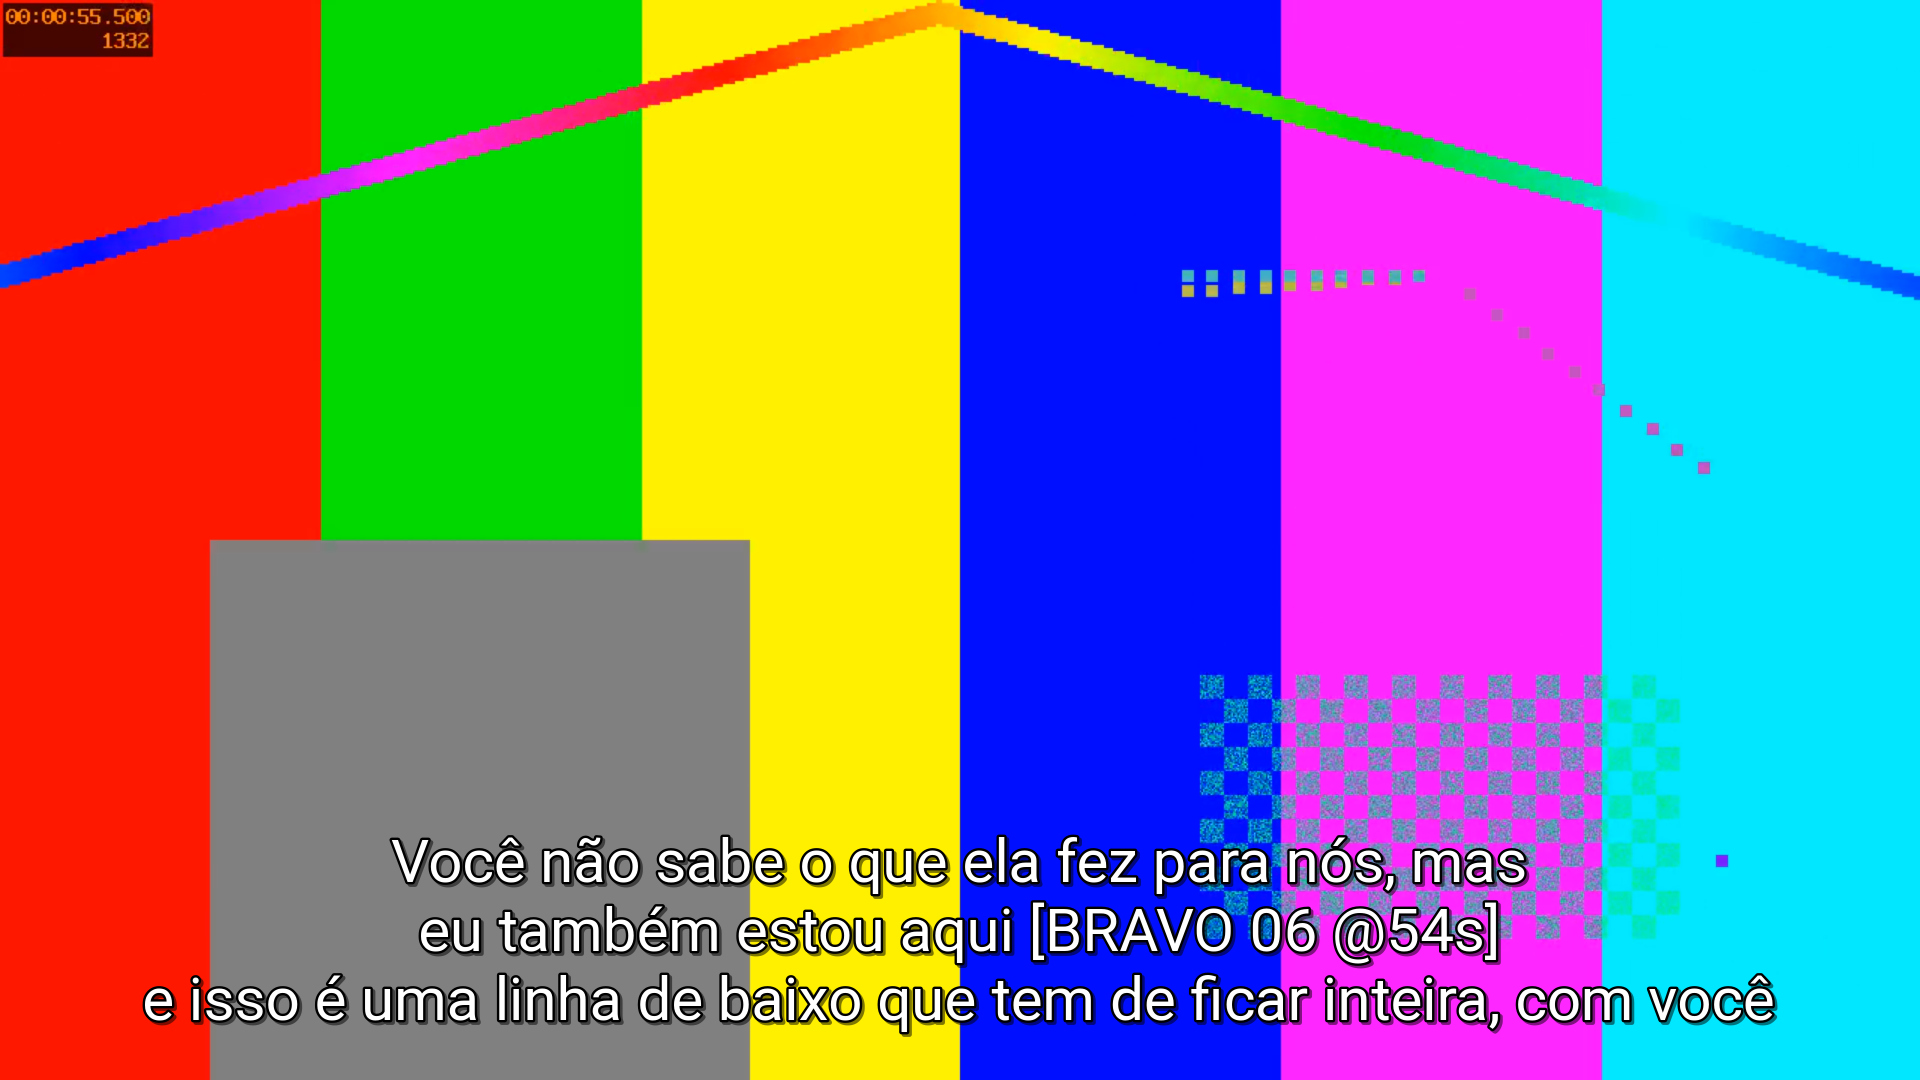 00:00:55.500
1332
Você não sabe o que ela fez para nós, mas
eu também estou aqui [BRAVO 06 @54s]
e isso é uma linha de baixo que tem de ficar inteira, com você